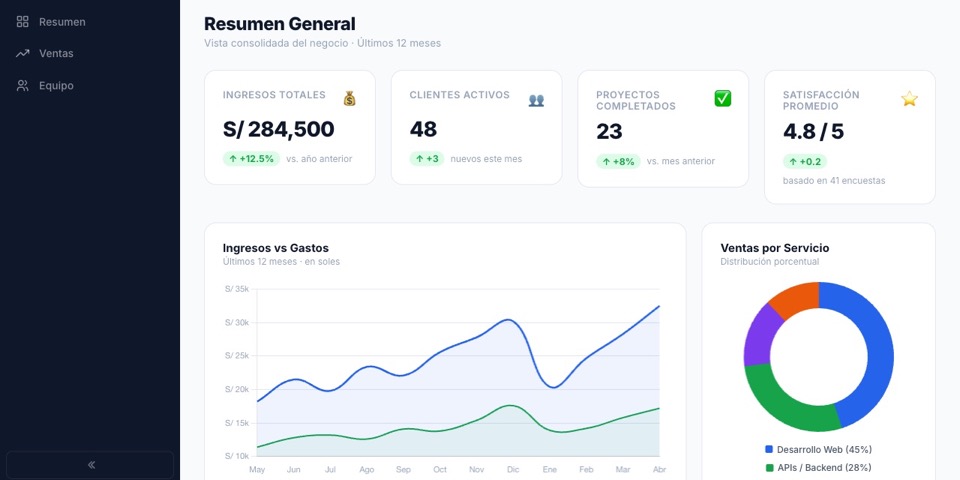 Resumen
Ventas
Equipo
Resumen General
Vista consolidada del negocio · Últimos 12 meses
INGRESOS TOTALES
S/ 284,500
↑ +12.5% vs. año anterior
CLIENTES ACTIVOS
48
↑ +3 nuevos este mes
PROYECTOS
COMPLETADOS
23
↑ +8% vs. mes anterior
SATISFACCIÓN
PROMEDIO
4.8 / 5
↑ +0.2
basado en 41 encuestas
Ingresos vs Gastos
Últimos 12 meses · en soles
S/ 35k
S/ 30k
S/ 25k
S/ 20k
S/ 15k
S/ 10k
May Jun Jul Ago Sep Oct Nov Dic Ene Feb Mar Abr
Ventas por Servicio
Distribución porcentual
Desarrollo Web (45%)
APIs / Backend (28%)
«